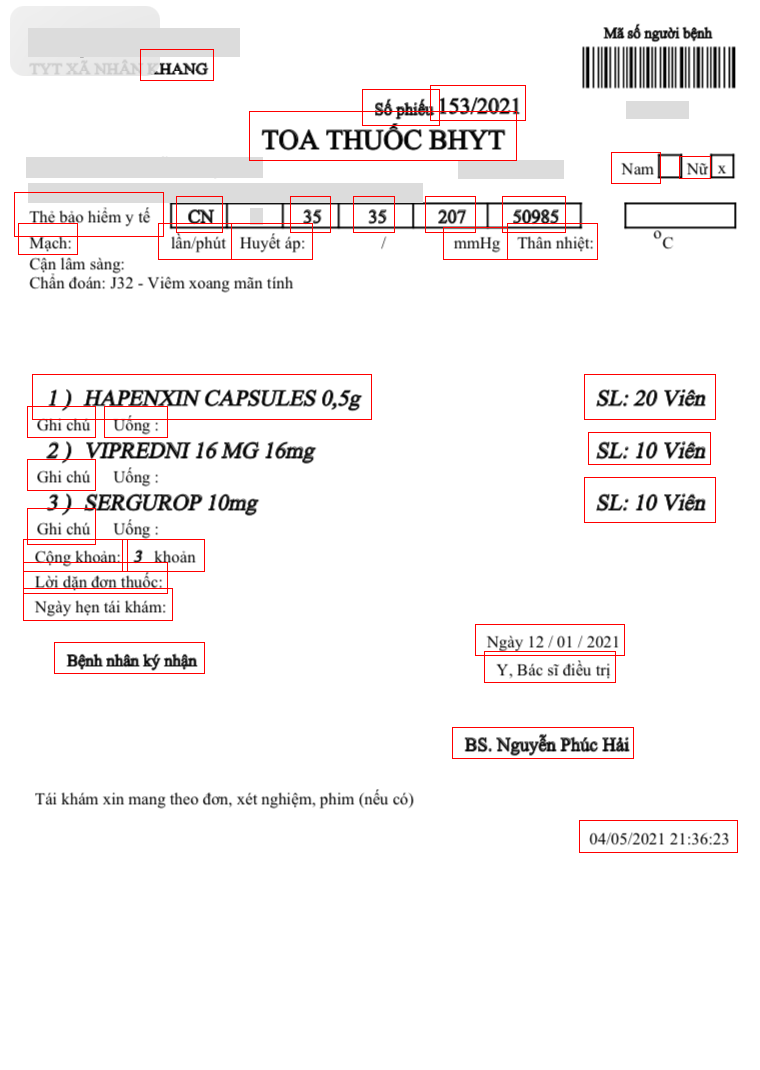 Mã số người bệnh
TYT XÃ NHÂN KHANG
Số phiếu 153/2021
TOA THUỐC BHYT
Nam Nữ x
Thẻ bảo hiểm y tế CN 35 35 207 50985
Mạch: lần/phút Huyết áp: / mmHg Thân nhiệt: °C
Cận lâm sàng:
Chẩn đoán: J32 - Viêm xoang mãn tính
1 ) HAPENXIN CAPSULES 0,5g SL: 20 Viên
Ghi chú Uống :
2 ) VIPREDNI 16 MG 16mg SL: 10 Viên
Ghi chú Uống :
3 ) SERGUROP 10mg SL: 10 Viên
Ghi chú Uống :
Cộng khoản: 3 khoản
Lời dặn đơn thuốc:
Ngày hẹn tái khám:
Ngày 12 / 01 / 2021
Bệnh nhân ký nhận
Y, Bác sĩ điều trị
BS. Nguyễn Phúc Hải
Tái khám xin mang theo đơn, xét nghiệm, phim (nếu có)
04/05/2021 21:36:23